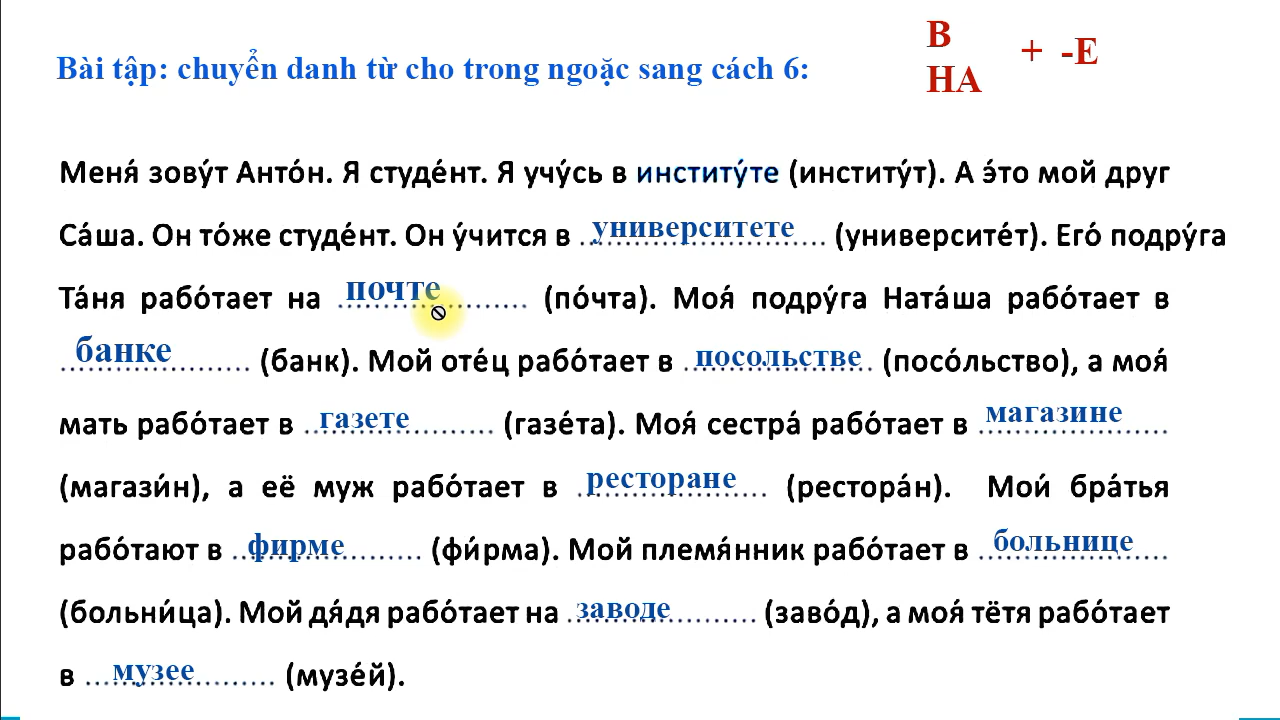 Bài tập: chuyển danh từ cho trong ngoặc sang cách 6:
В
НА
+ -Е
Меня́ зову́т Анто́н. Я студе́нт. Я учу́сь в институ́те (институ́т). А э́то мой друг
Са́ша. Он то́же студе́нт. Он у́чится в университете (университе́т). Его́ подру́га
Та́ня рабо́тает на почте (по́чта). Моя́ подру́га Ната́ша рабо́тает в
банке (банк). Мой оте́ц рабо́тает в посольстве (посо́льство), а моя́
мать рабо́тает в газете (газе́та). Моя́ сестра́ рабо́тает в магазине
(магази́н), а её муж рабо́тает в ресторане (рестора́н). Мои́ бра́тья
рабо́тают в фирме (фи́рма). Мой племя́нник рабо́тает в больнице
(больни́ца). Мой дя́дя рабо́тает на заводе (заво́д), а моя́ тётя рабо́тает
в музее (музе́й).